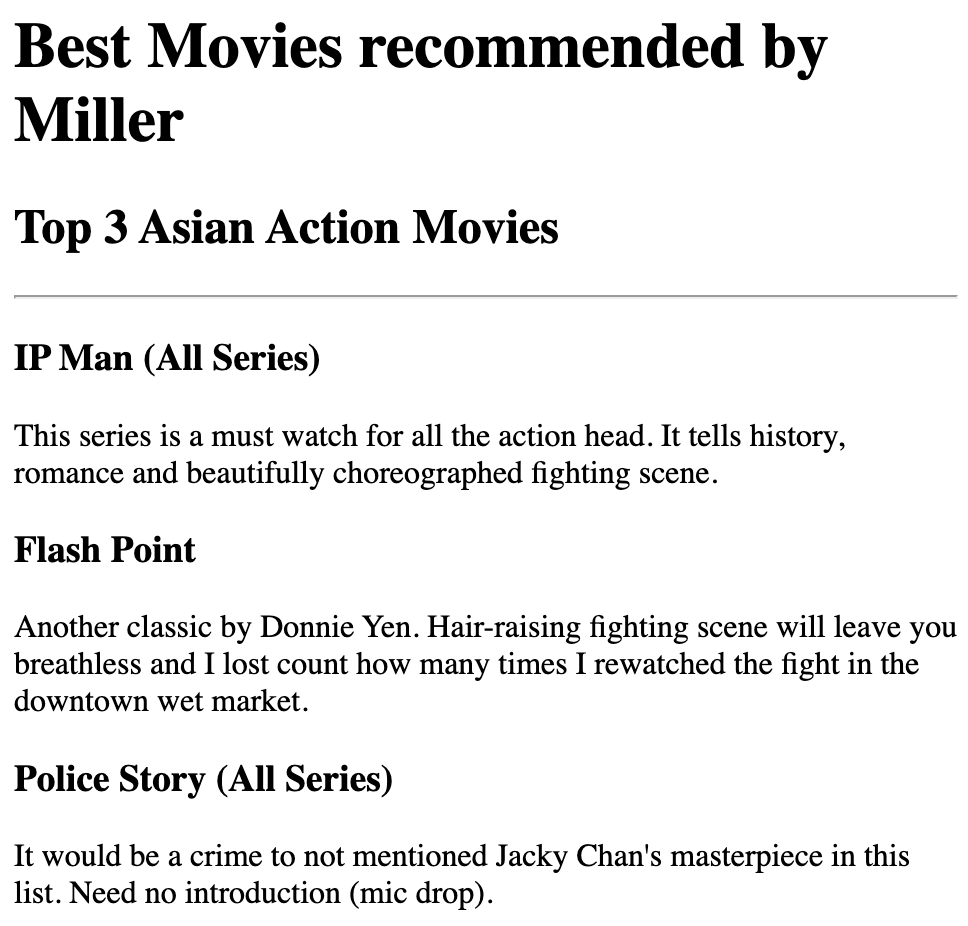 Best Movies recommended by
Miller
Top 3 Asian Action Movies
IP Man (All Series)
This series is a must watch for all the action head. It tells history,
romance and beautifully choreographed fighting scene.
Flash Point
Another classic by Donnie Yen. Hair-raising fighting scene will leave you
breathless and I lost count how many times I rewatched the fight in the
downtown wet market.
Police Story (All Series)
It would be a crime to not mentioned Jacky Chan's masterpiece in this
list. Need no introduction (mic drop).